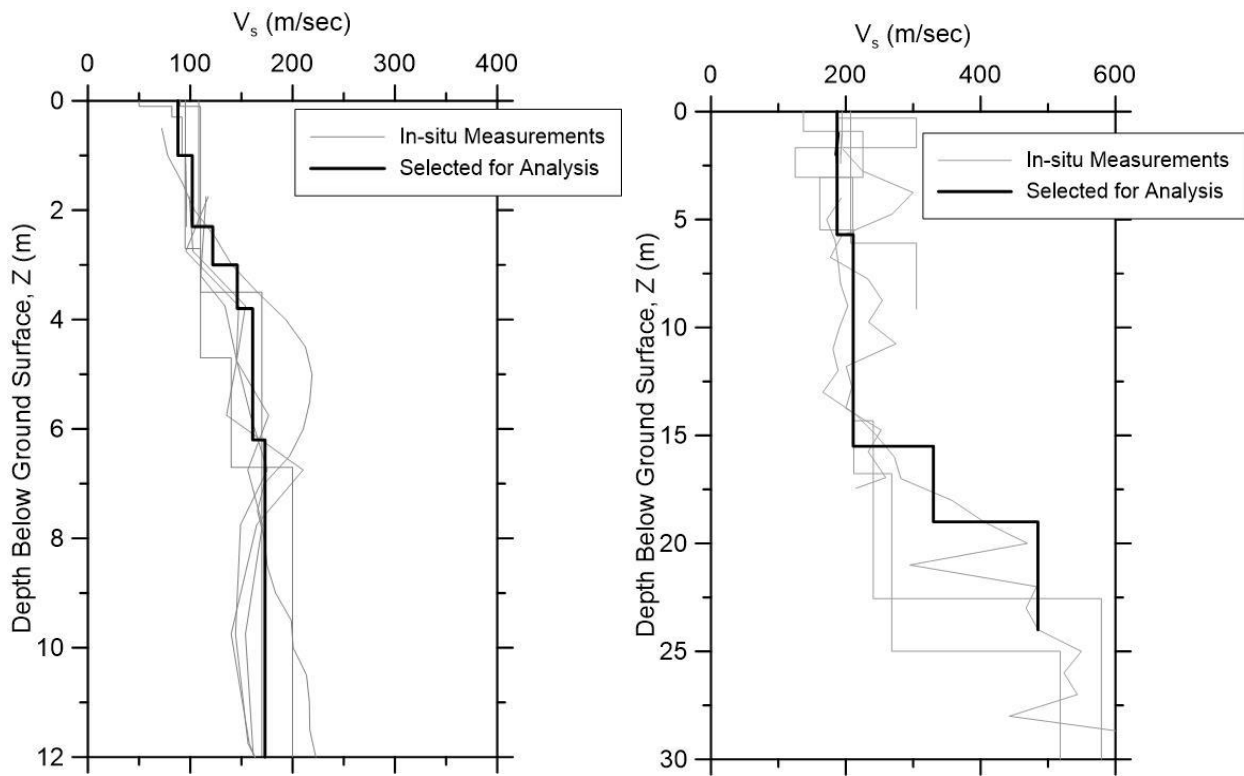 V_s (m/sec)
0 100 200 300 400
0
2
4
6
8
10
12
Depth Below Ground Surface, Z (m)
In-situ Measurements
Selected for Analysis
V_s (m/sec)
0 200 400 600
0
5
10
15
20
25
30
Depth Below Ground Surface, Z (m)
In-situ Measurements
Selected for Analysis